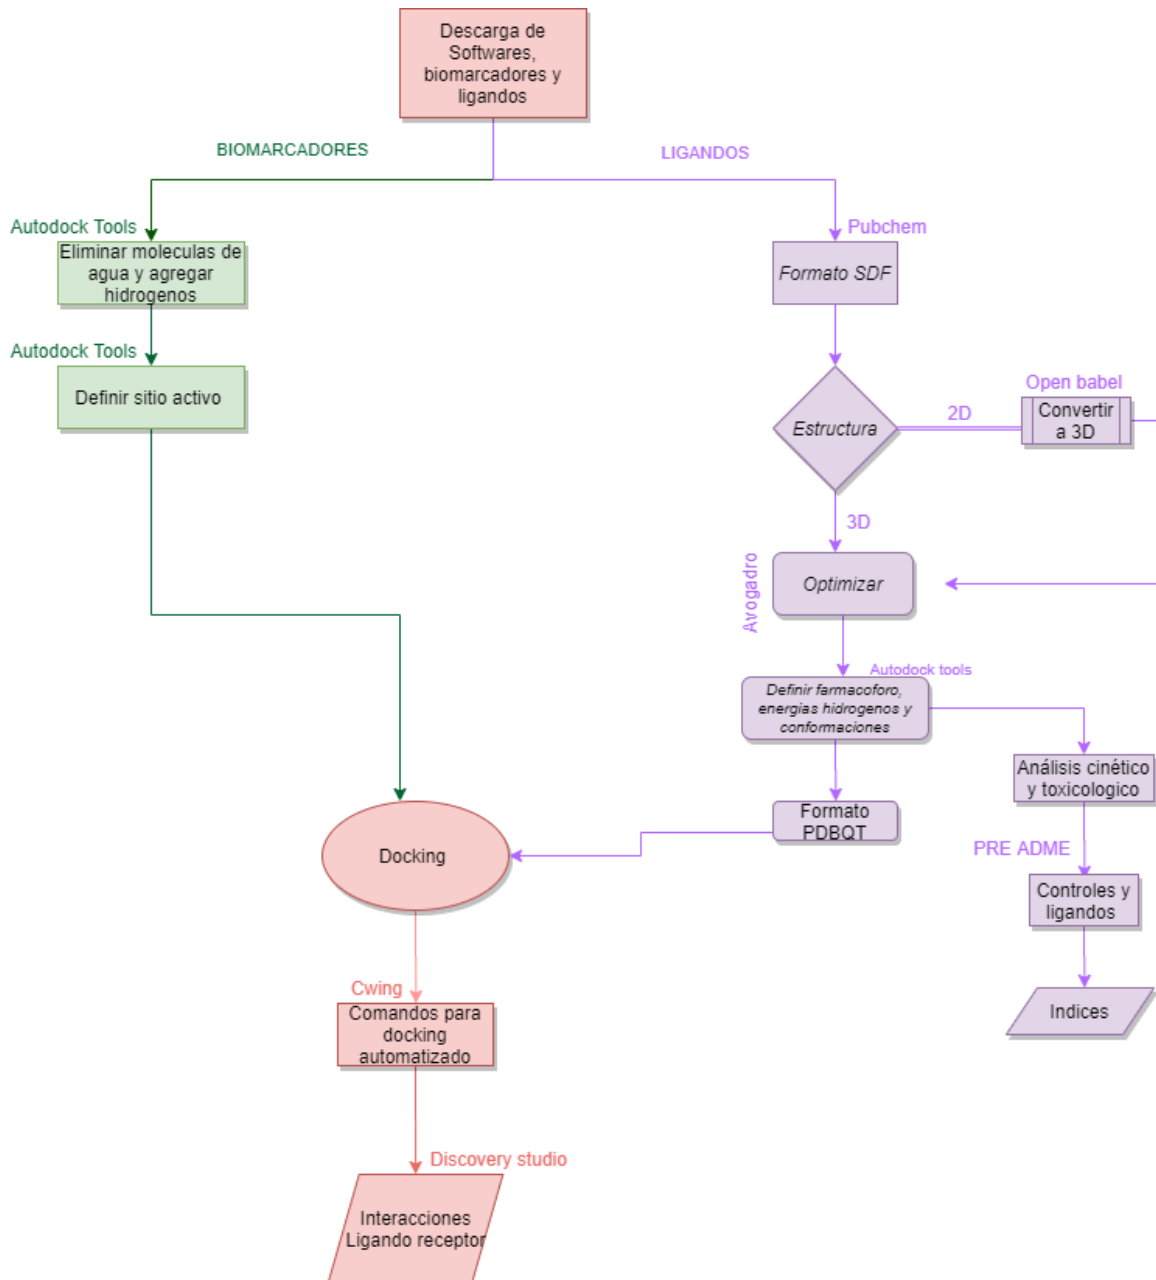 Descarga de
Softwares,
biomarcadores y
ligandos
BIOMARCADORES
LIGANDOS
Autodock Tools
Eliminar moleculas de
agua y agregar
hidrogenos
Autodock Tools
Definir sitio activo
Pubchem
Formato SDF
Estructura
2D
Open babel
Convertir
a 3D
3D
Avogadro
Optimizar
Autodock tools
Definir farmacoforo,
energias hidrogenos y
conformaciones
Formato
PDBQT
Análisis cinético
y toxicologico
PRE ADME
Controles y
ligandos
Indices
Docking
Cwing
Comandos para
docking
automatizado
Discovery studio
Interacciones
Ligando receptor